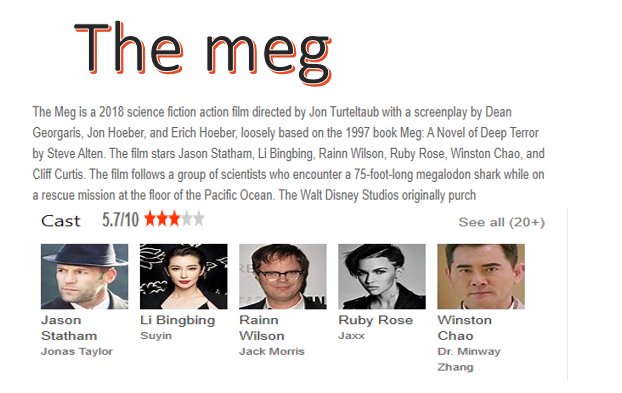 The meg
The Meg is a 2018 science fiction action film directed by Jon Turteltaub with a screenplay by Dean
Georgaris, Jon Hoeber, and Erich Hoeber, loosely based on the 1997 book Meg: A Novel of Deep Terror
by Steve Alten. The film stars Jason Statham, Li Bingbing, Rainn Wilson, Ruby Rose, Winston Chao, and
Cliff Curtis. The film follows a group of scientists who encounter a 75-foot-long megalodon shark while on
a rescue mission at the floor of the Pacific Ocean. The Walt Disney Studios originally purch
Cast 5.7/10 See all (20+)
Jason Statham
Jonas Taylor
Li Bingbing
Suyin
Rainn Wilson
Jack Morris
Ruby Rose
Jaxx
Winston Chao
Dr. Minway Zhang